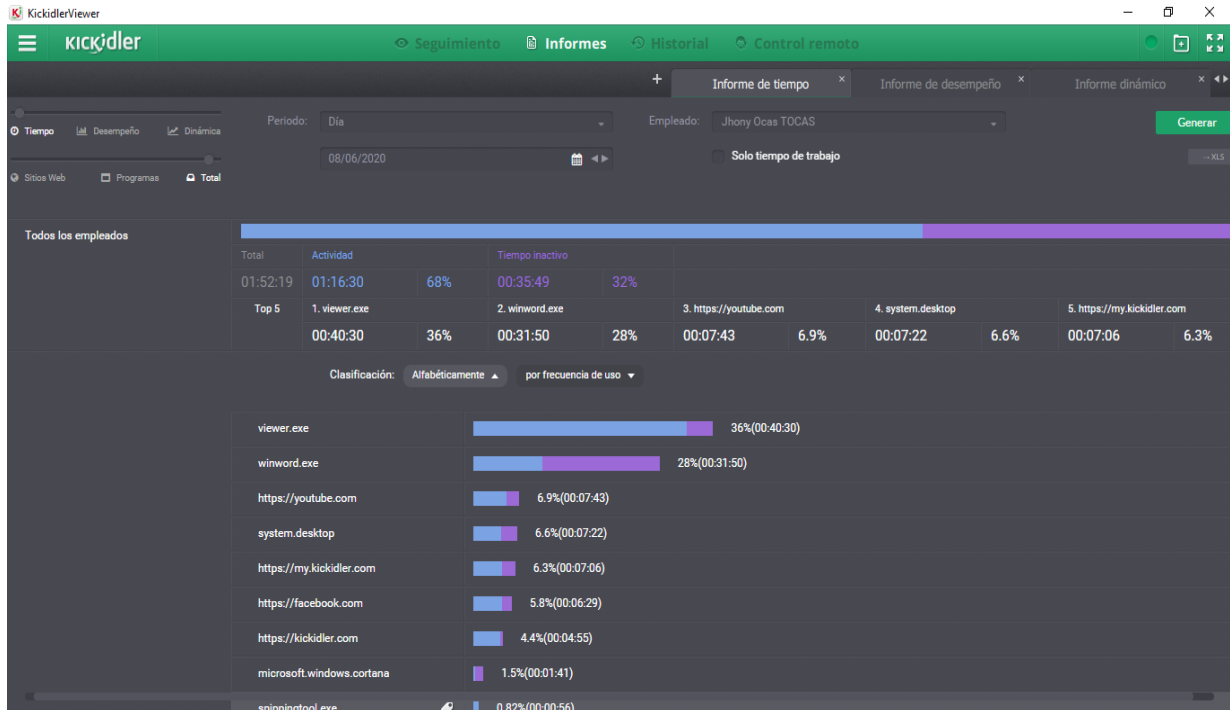 KickidlerViewer
KICKidler Seguimiento Informes Historial Control remoto
+ Informe de tiempo × Informe de desempeño × Informe dinámico ×
Tiempo Desempeño Dinámica Periodo: Día Empleado: Jhony Ocas TOCAS Generar
08/06/2020 Solo tiempo de trabajo → XLS
Sitios Web Programas Total
Todos los empleados
Total Actividad Tiempo inactivo
01:52:19 01:16:30 68% 00:35:49 32%
Top 5 1. viewer.exe 2. winword.exe 3. https://youtube.com 4. system.desktop 5. https://my.kickidler.com
00:40:30 36% 00:31:50 28% 00:07:43 6.9% 00:07:22 6.6% 00:07:06 6.3%
Clasificación: Alfabéticamente por frecuencia de uso
viewer.exe 36%(00:40:30)
winword.exe 28%(00:31:50)
https://youtube.com 6.9%(00:07:43)
system.desktop 6.6%(00:07:22)
https://my.kickidler.com 6.3%(00:07:06)
https://facebook.com 5.8%(00:06:29)
https://kickidler.com 4.4%(00:04:55)
microsoft.windows.cortana 1.5%(00:01:41)
snippingtool.exe 0.82%(00:00:56)